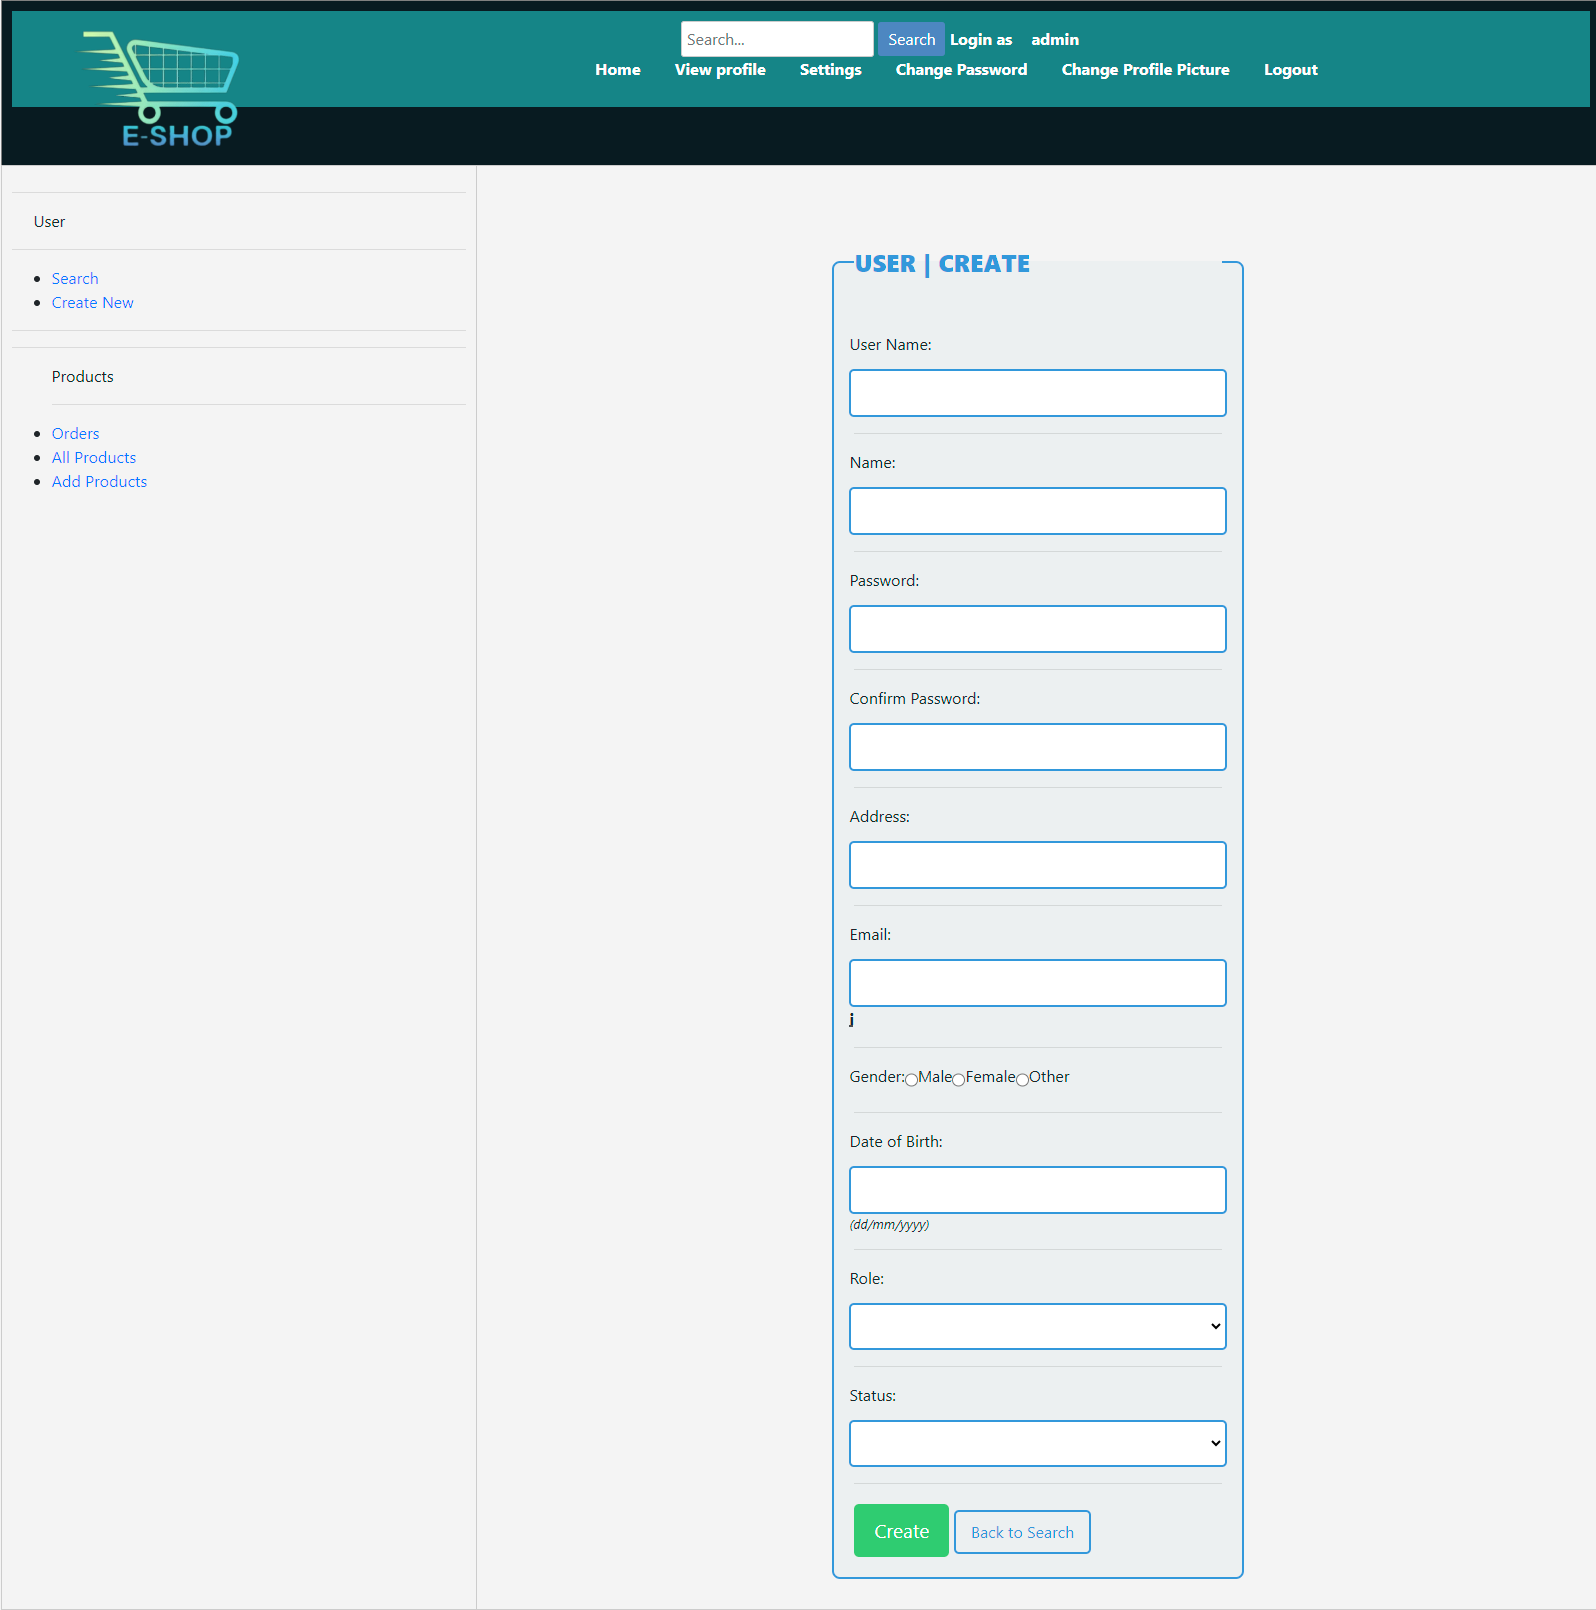 Search... Search Login as admin
Home View profile Settings Change Password Change Profile Picture Logout
E-SHOP
User
Search
Create New
Products
Orders
All Products
Add Products
USER | CREATE
User Name:
Name:
Password:
Confirm Password:
Address:
Email:
j
Gender: Male Female Other
Date of Birth:
(dd/mm/yyyy)
Role:
Status:
Create Back to Search